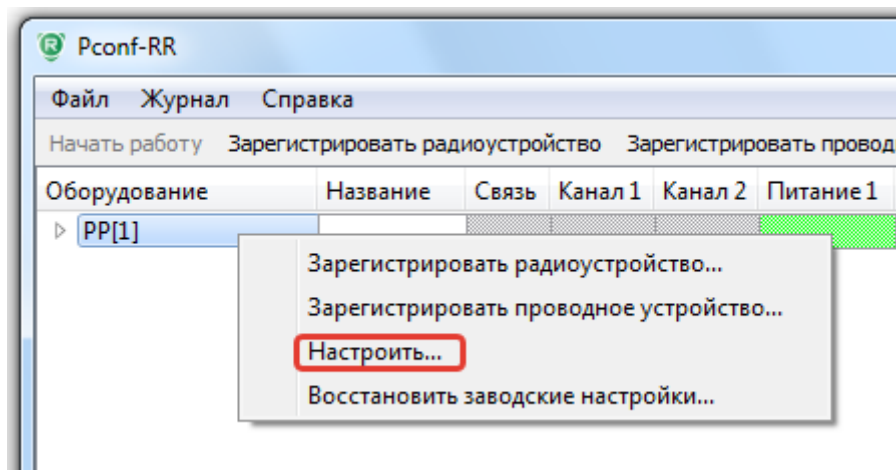 Pconf-RR
Файл Журнал Справка
Начать работу Зарегистрировать радиоустройство Зарегистрировать провод
Оборудование Название Связь Канал 1 Канал 2 Питание 1
РР[1]
Зарегистрировать радиоустройство...
Зарегистрировать проводное устройство...
Настроить...
Восстановить заводские настройки...